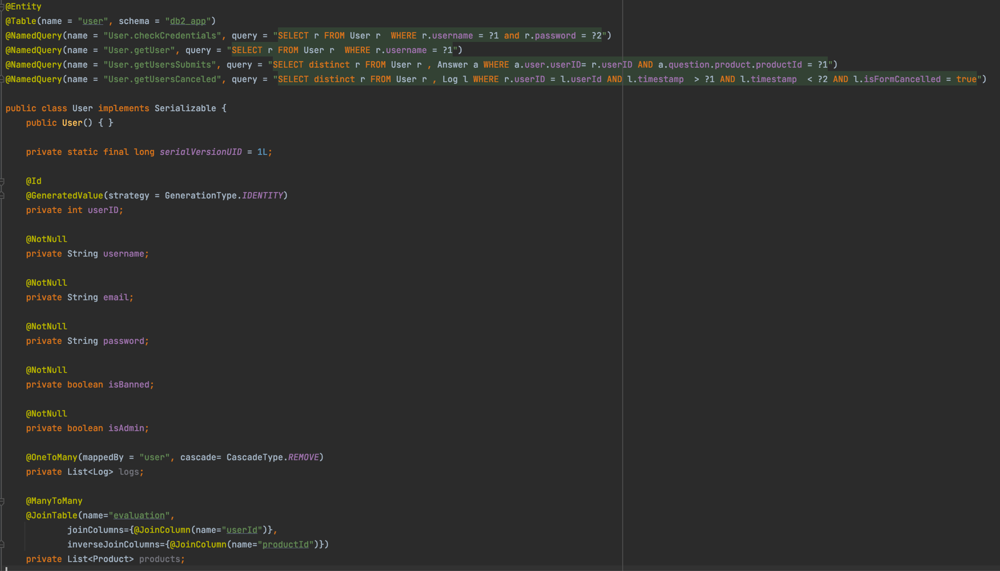 @Entity
@Table(name = "user", schema = "db2_app")
@NamedQuery(name = "User.checkCredentials", query = "SELECT r FROM User r  WHERE r.username = ?1 and r.password = ?2")
@NamedQuery(name = "User.getUser", query = "SELECT r FROM User r  WHERE r.username = ?1")
@NamedQuery(name = "User.getUsersSubmits", query = "SELECT distinct r FROM User r , Answer a WHERE a.user.userID= r.userID AND a.question.product.productId = ?1")
@NamedQuery(name = "User.getUsersCanceled", query = "SELECT distinct r FROM User r , Log l WHERE r.userID = l.userId AND l.timestamp  > ?1 AND l.timestamp  < ?2 AND l.isFormCancelled = true")
public class User implements Serializable {
    public User() { }
    private static final long serialVersionUID = 1L;
    @Id
    @GeneratedValue(strategy = GenerationType.IDENTITY)
    private int userID;
    @NotNull
    private String username;
    @NotNull
    private String email;
    @NotNull
    private String password;
    @NotNull
    private boolean isBanned;
    @NotNull
    private boolean isAdmin;
    @OneToMany(mappedBy = "user", cascade= CascadeType.REMOVE)
    private List<Log> logs;
    @ManyToMany
    @JoinTable(name="evaluation",
            joinColumns={@JoinColumn(name="userId")},
            inverseJoinColumns={@JoinColumn(name="productId")})
    private List<Product> products;